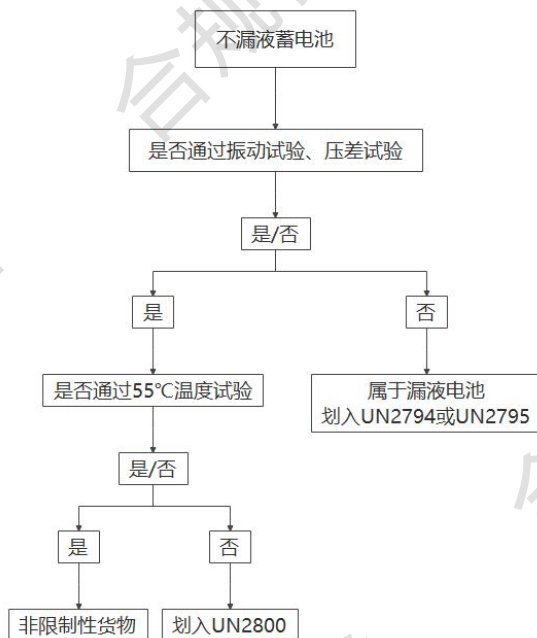 合规
不漏液蓄电池
是否通过振动试验、压差试验
是/否
是
否
是否通过55℃温度试验
属于漏液电池
划入UN2794或UN2795
是/否
是
否
非限制性货物
划入UN2800